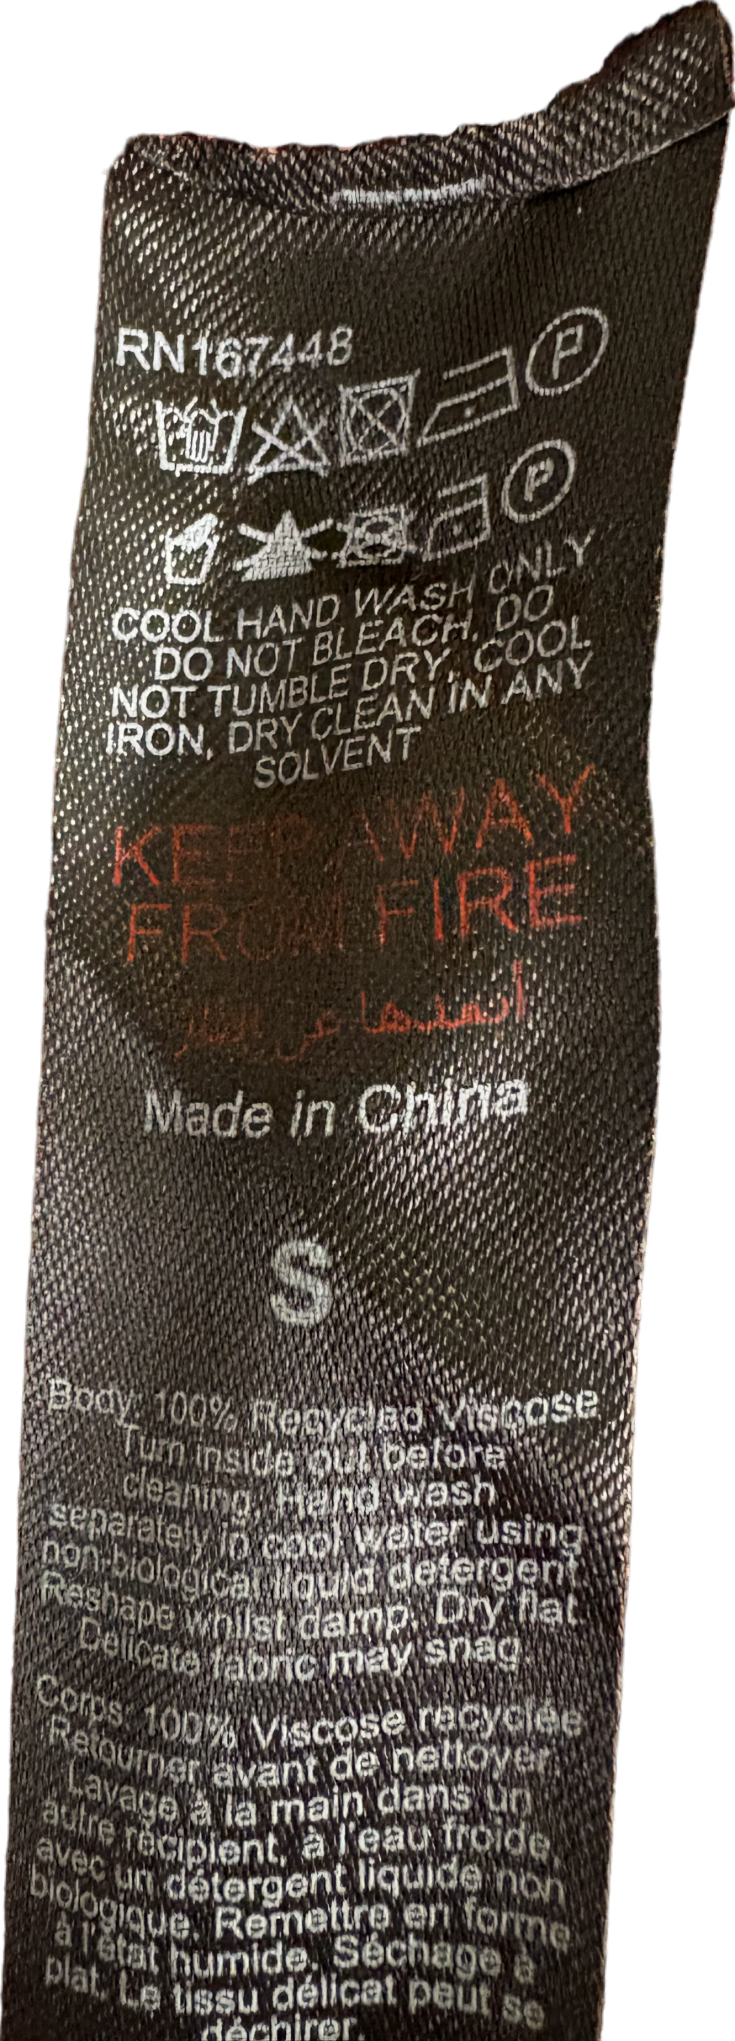 RN167448
P
P
COOL HAND WASH ONLY
DO NOT BLEACH, DO
NOT TUMBLE DRY, COOL
IRON, DRY CLEAN IN ANY
SOLVENT
KEEP AWAY
FROM FIRE
أبعدها عن النار
Made in China
S
Body: 100% Recycled Viscose
Turn inside out before
cleaning. Hand wash
separately in cool water using
non-biological liquid detergent.
Reshape whilst damp. Dry flat.
Delicate fabric may snag.
Corps: 100% Viscose recyclée
Retourner avant de nettoyer
Lavage à la main dans un
autre récipient, à l'eau froide,
avec un détergent liquide non
biologique. Remettre en forme
à l'état humide. Séchage à
plat. Le tissu délicat peut se
déchirer.